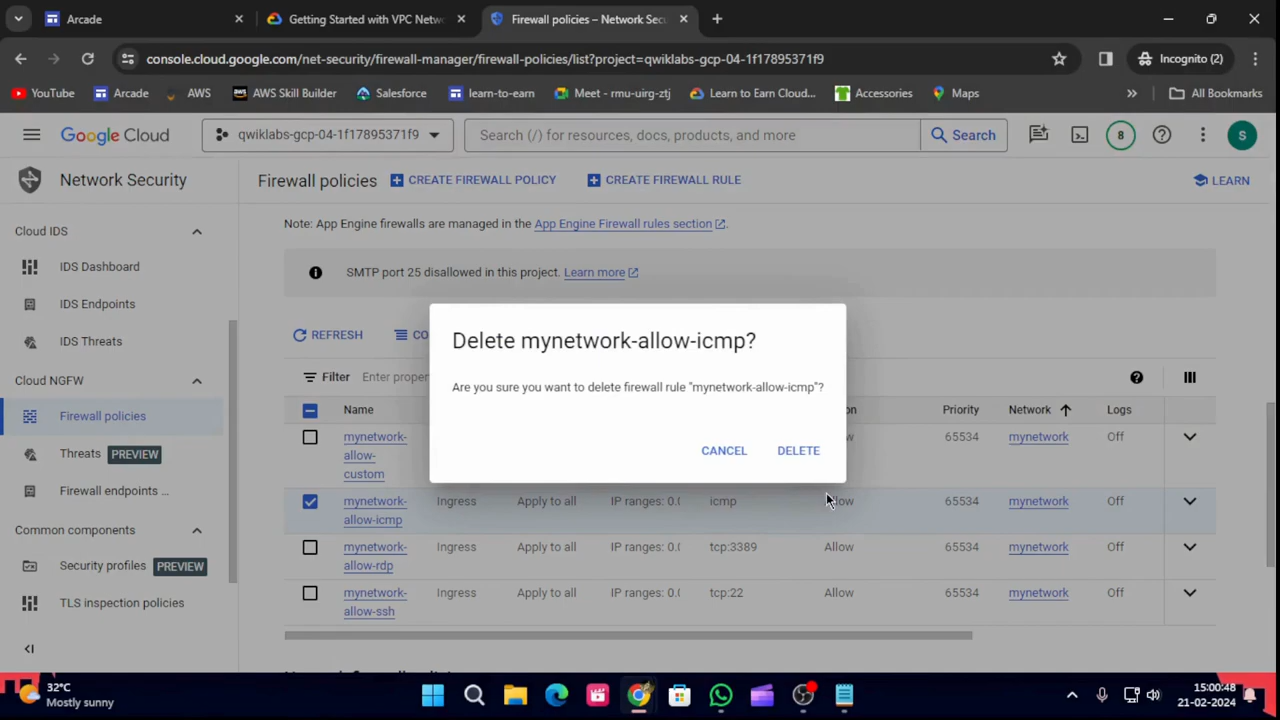 Arcade
Getting Started with VPC Netw
Firewall policies – Network Secu
console.cloud.google.com/net-security/firewall-manager/firewall-policies/list?project=qwiklabs-gcp-04-1f17895371f9
Incognito (2)
YouTube
Arcade
AWS
AWS Skill Builder
Salesforce
learn-to-earn
Meet - rmu-uirg-ztj
Learn to Earn Cloud...
Accessories
Maps
All Bookmarks
Google Cloud
qwiklabs-gcp-04-1f17895371f9
Search (/) for resources, docs, products, and more
Search
8
S
Network Security
Firewall policies
CREATE FIREWALL POLICY
CREATE FIREWALL RULE
LEARN
Cloud IDS
IDS Dashboard
IDS Endpoints
IDS Threats
Cloud NGFW
Firewall policies
Threats PREVIEW
Firewall endpoints ...
Common components
Security profiles PREVIEW
TLS inspection policies
Note: App Engine firewalls are managed in the App Engine Firewall rules section.
SMTP port 25 disallowed in this project. Learn more
REFRESH
CO
Filter Enter proper
Delete mynetwork-allow-icmp?
Are you sure you want to delete firewall rule "mynetwork-allow-icmp"?
CANCEL
DELETE
Name on Priority Network Logs
mynetwork-allow-custom w 65534 mynetwork Off
mynetwork-allow-icmp Ingress Apply to all IP ranges: 0.( icmp Allow 65534 mynetwork Off
mynetwork-allow-rdp Ingress Apply to all IP ranges: 0.( tcp:3389 Allow 65534 mynetwork Off
mynetwork-allow-ssh Ingress Apply to all IP ranges: 0.( tcp:22 Allow 65534 mynetwork Off
32°C
Mostly sunny
15:00:48
21-02-2024